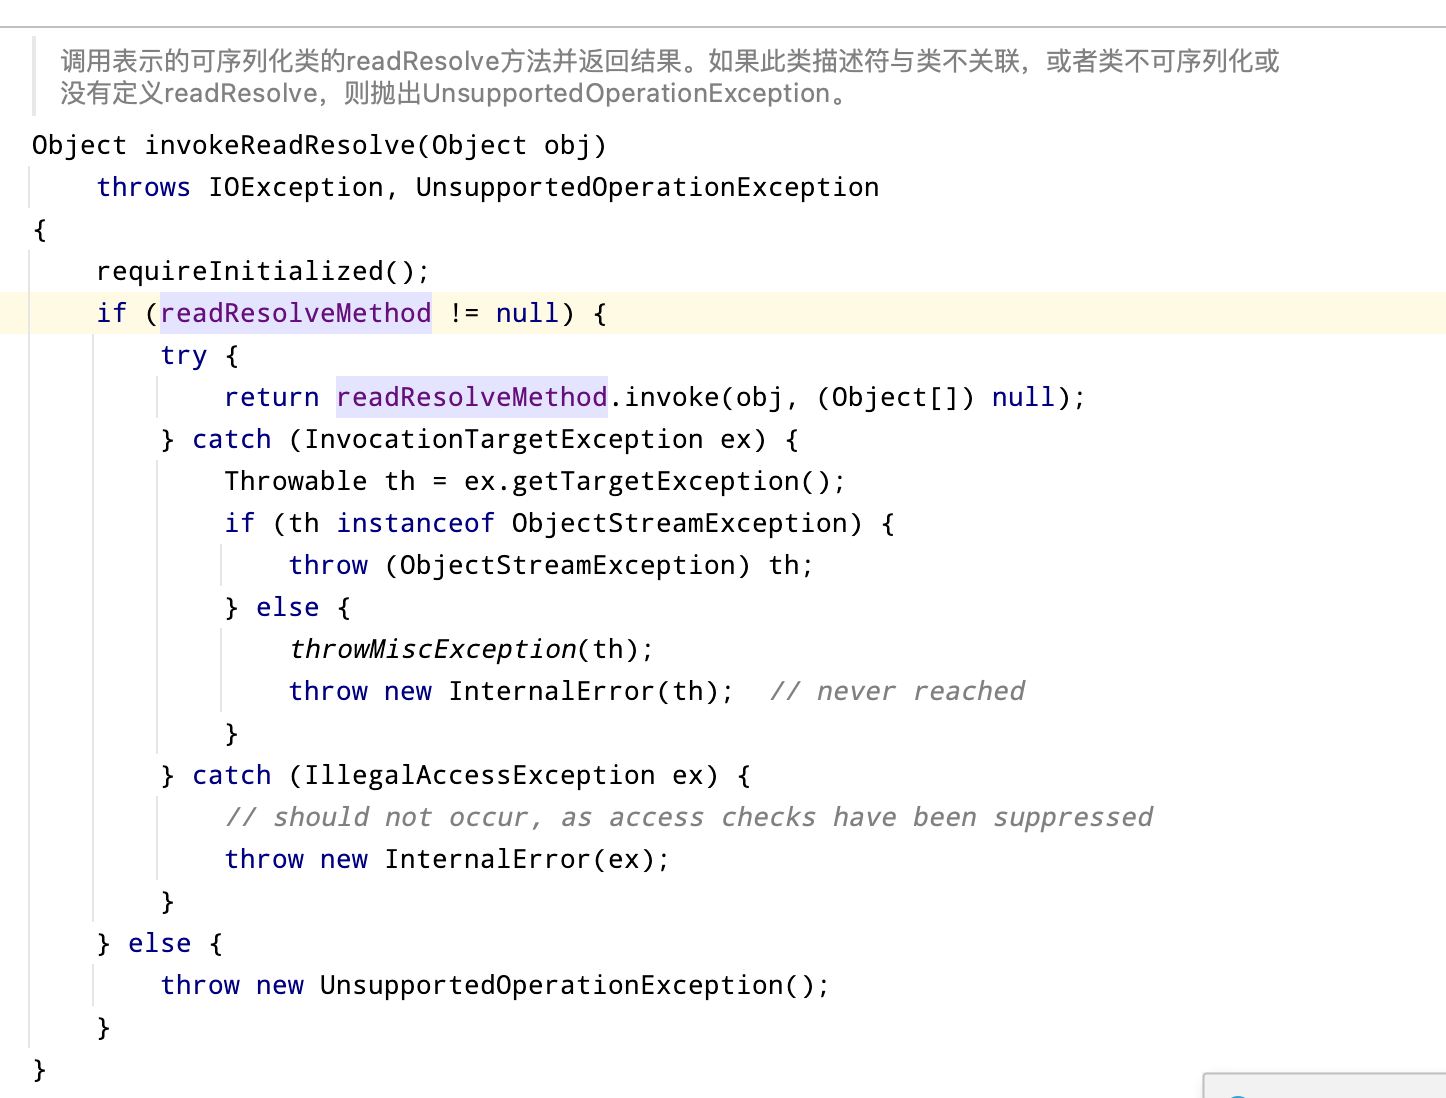 调用表示的可序列化类的readResolve方法并返回结果。如果此类描述符与类不关联，或者类不可序列化或
没有定义readResolve，则抛出UnsupportedOperationException。
Object invokeReadResolve(Object obj)
    throws IOException, UnsupportedOperationException
{
    requireInitialized();
    if (readResolveMethod != null) {
        try {
            return readResolveMethod.invoke(obj, (Object[]) null);
        } catch (InvocationTargetException ex) {
            Throwable th = ex.getTargetException();
            if (th instanceof ObjectStreamException) {
                throw (ObjectStreamException) th;
            } else {
                throwMiscException(th);
                throw new InternalError(th);  // never reached
            }
        } catch (IllegalAccessException ex) {
            // should not occur, as access checks have been suppressed
            throw new InternalError(ex);
        }
    } else {
        throw new UnsupportedOperationException();
    }
}